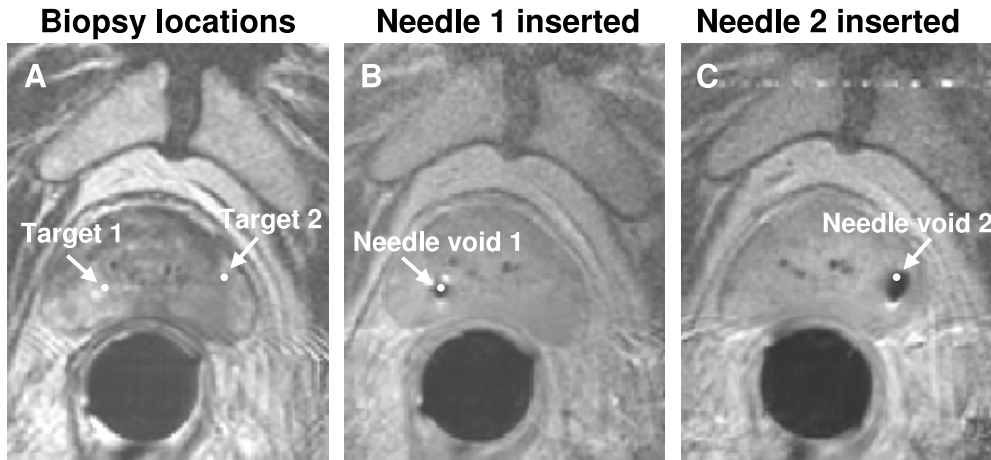 Biopsy locations
Needle 1 inserted
Needle 2 inserted
A
B
C
Target 1
Target 2
Needle void 1
Needle void 2